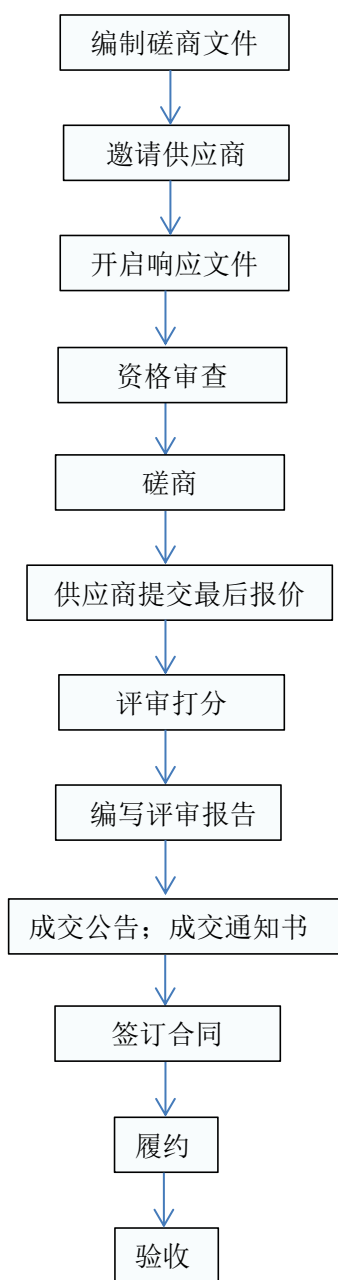 编制磋商文件
邀请供应商
开启响应文件
资格审查
磋商
供应商提交最后报价
评审打分
编写评审报告
成交公告；成交通知书
签订合同
履约
验收